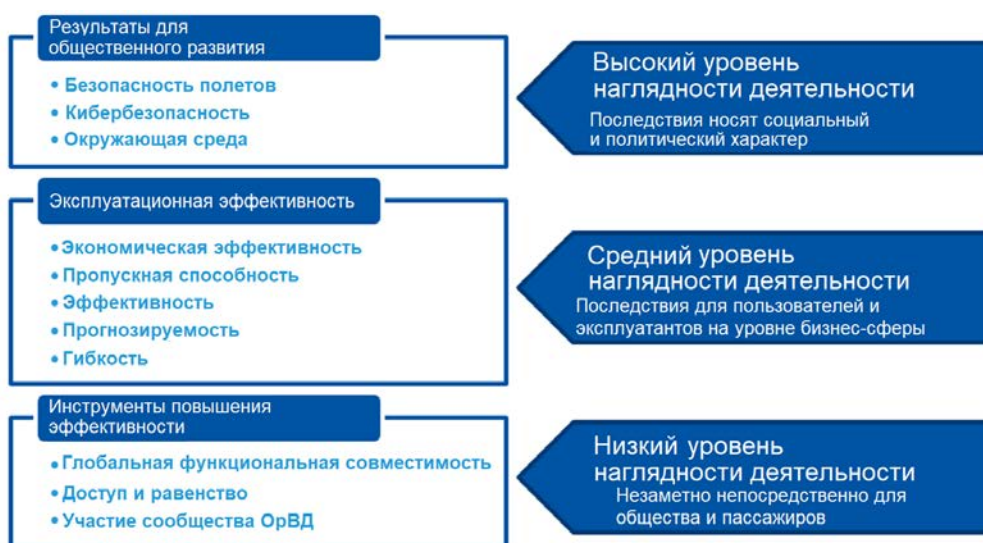 Результаты для
общественного развития
• Безопасность полетов
• Кибербезопасность
• Окружающая среда
Высокий уровень
наглядности деятельности
Последствия носят социальный
и политический характер
Эксплуатационная эффективность
• Экономическая эффективность
• Пропускная способность
• Эффективность
• Прогнозируемость
• Гибкость
Средний уровень
наглядности деятельности
Последствия для пользователей и
эксплуатантов на уровне бизнес-сферы
Инструменты повышения
эффективности
• Глобальная функциональная совместимость
• Доступ и равенство
• Участие сообщества ОрВД
Низкий уровень
наглядности деятельности
Незаметно непосредственно для
общества и пассажиров